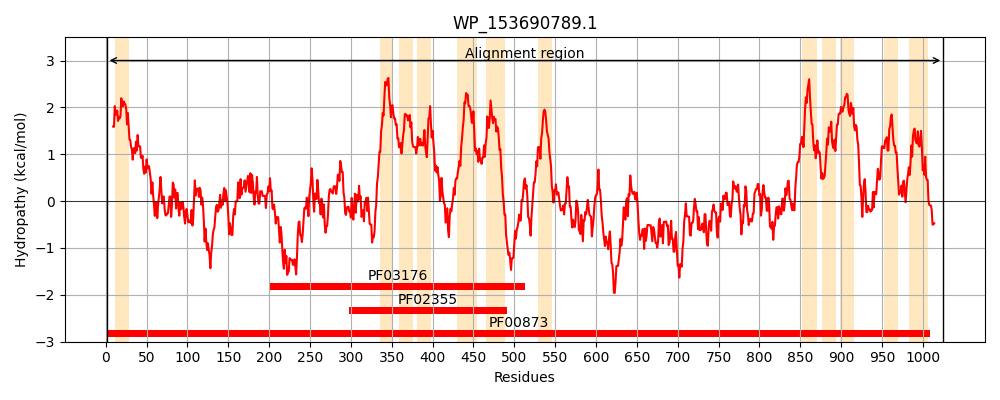 WP_153690789.1
Alignment region
Hydropathy (kcal/mol)
3
2
1
0
−1
−2
−3
PF03176
PF02355
PF00873
0 50 100 150 200 250 300 350 400 450 500 550 600 650 700 750 800 850 900 950 1000
Residues